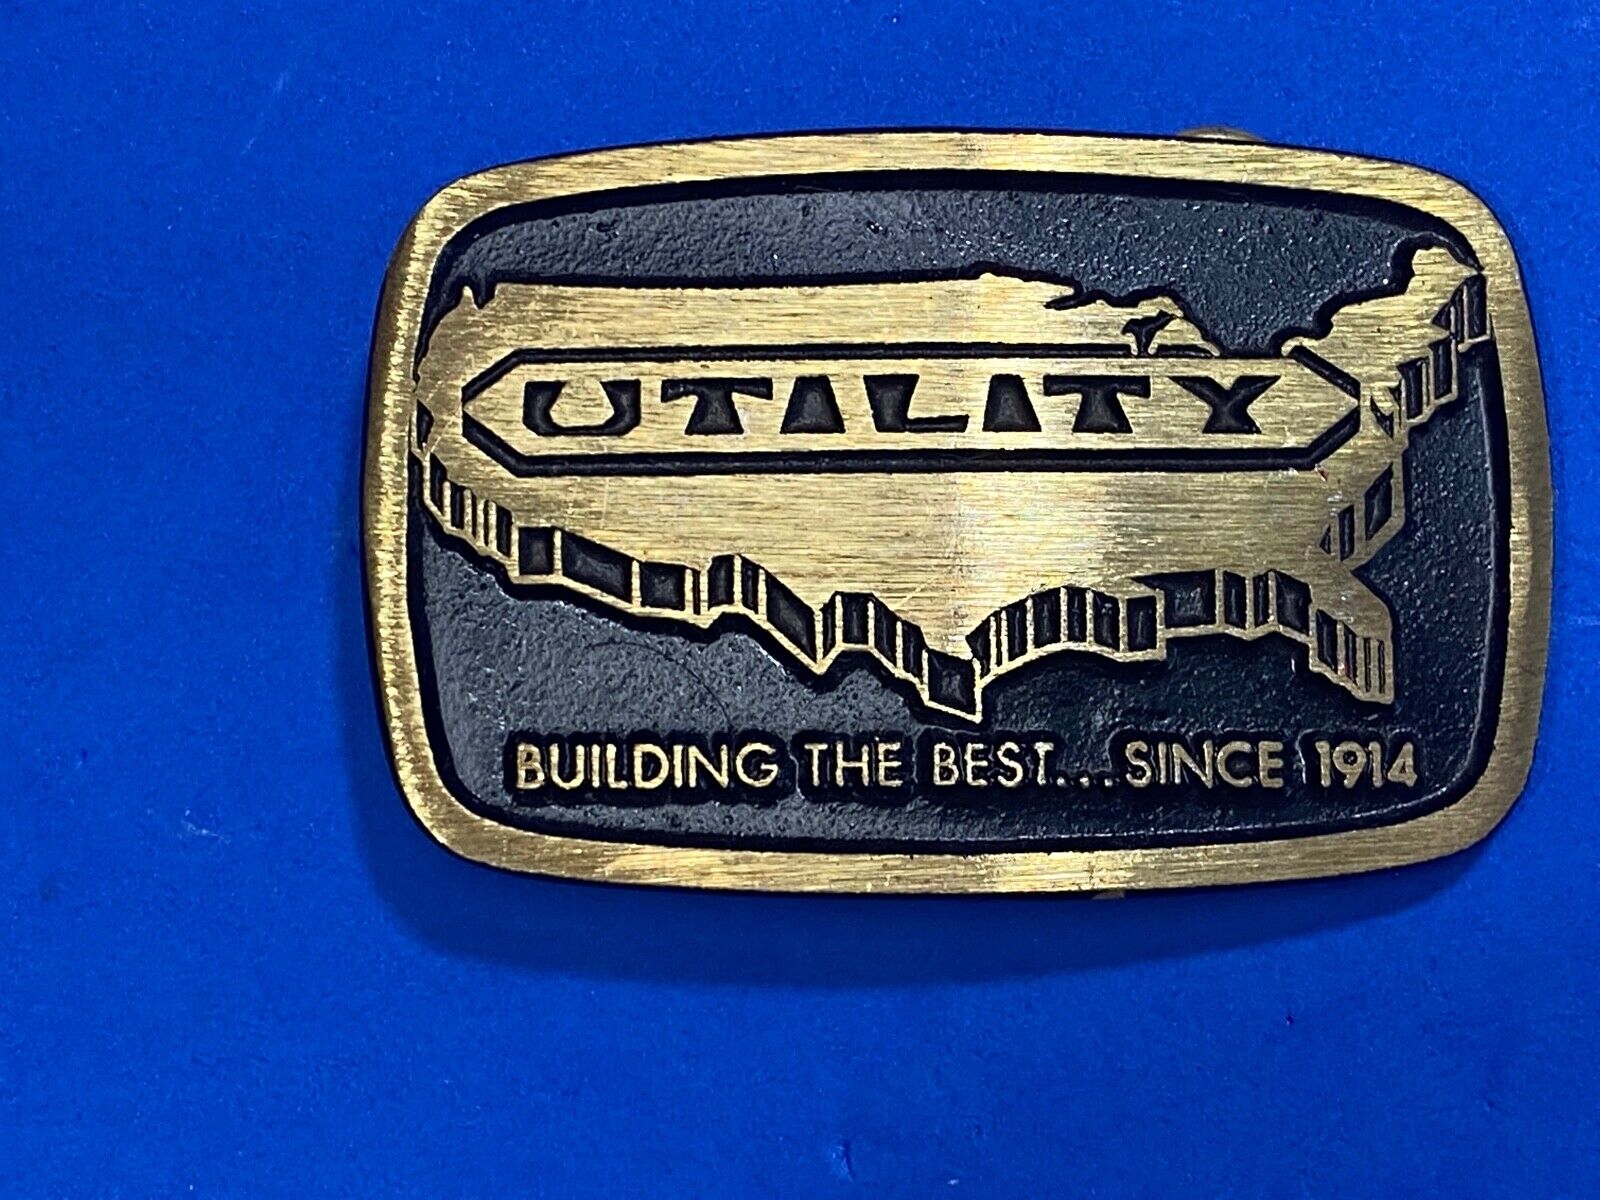 UTILITY
BUILDING THE BEST...SINCE 1914